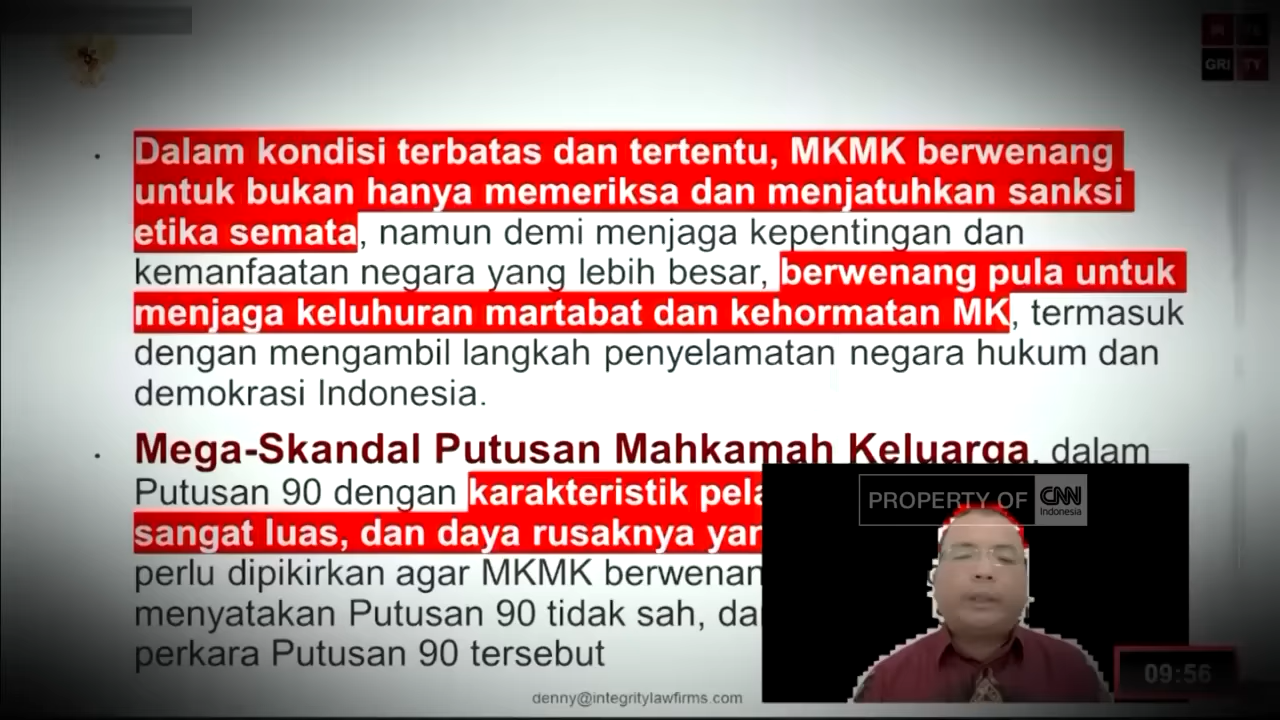 IN TE
GRI TY
Dalam kondisi terbatas dan tertentu, MKMK berwenang
untuk bukan hanya memeriksa dan menjatuhkan sanksi
etika semata, namun demi menjaga kepentingan dan
kemanfaatan negara yang lebih besar, berwenang pula untuk
menjaga keluhuran martabat dan kehormatan MK, termasuk
dengan mengambil langkah penyelamatan negara hukum dan
demokrasi Indonesia.
Mega-Skandal Putusan Mahkamah Keluarga, dalam
Putusan 90 dengan karakteristik
sangat luas, dan daya rusaknya
perlu dipikirkan agar MKMK
menyatakan Putusan 90 tidak sah,
perkara Putusan 90 tersebut
PROPERTY OF CNN Indonesia
09:56
denny@integritylawfirms.com